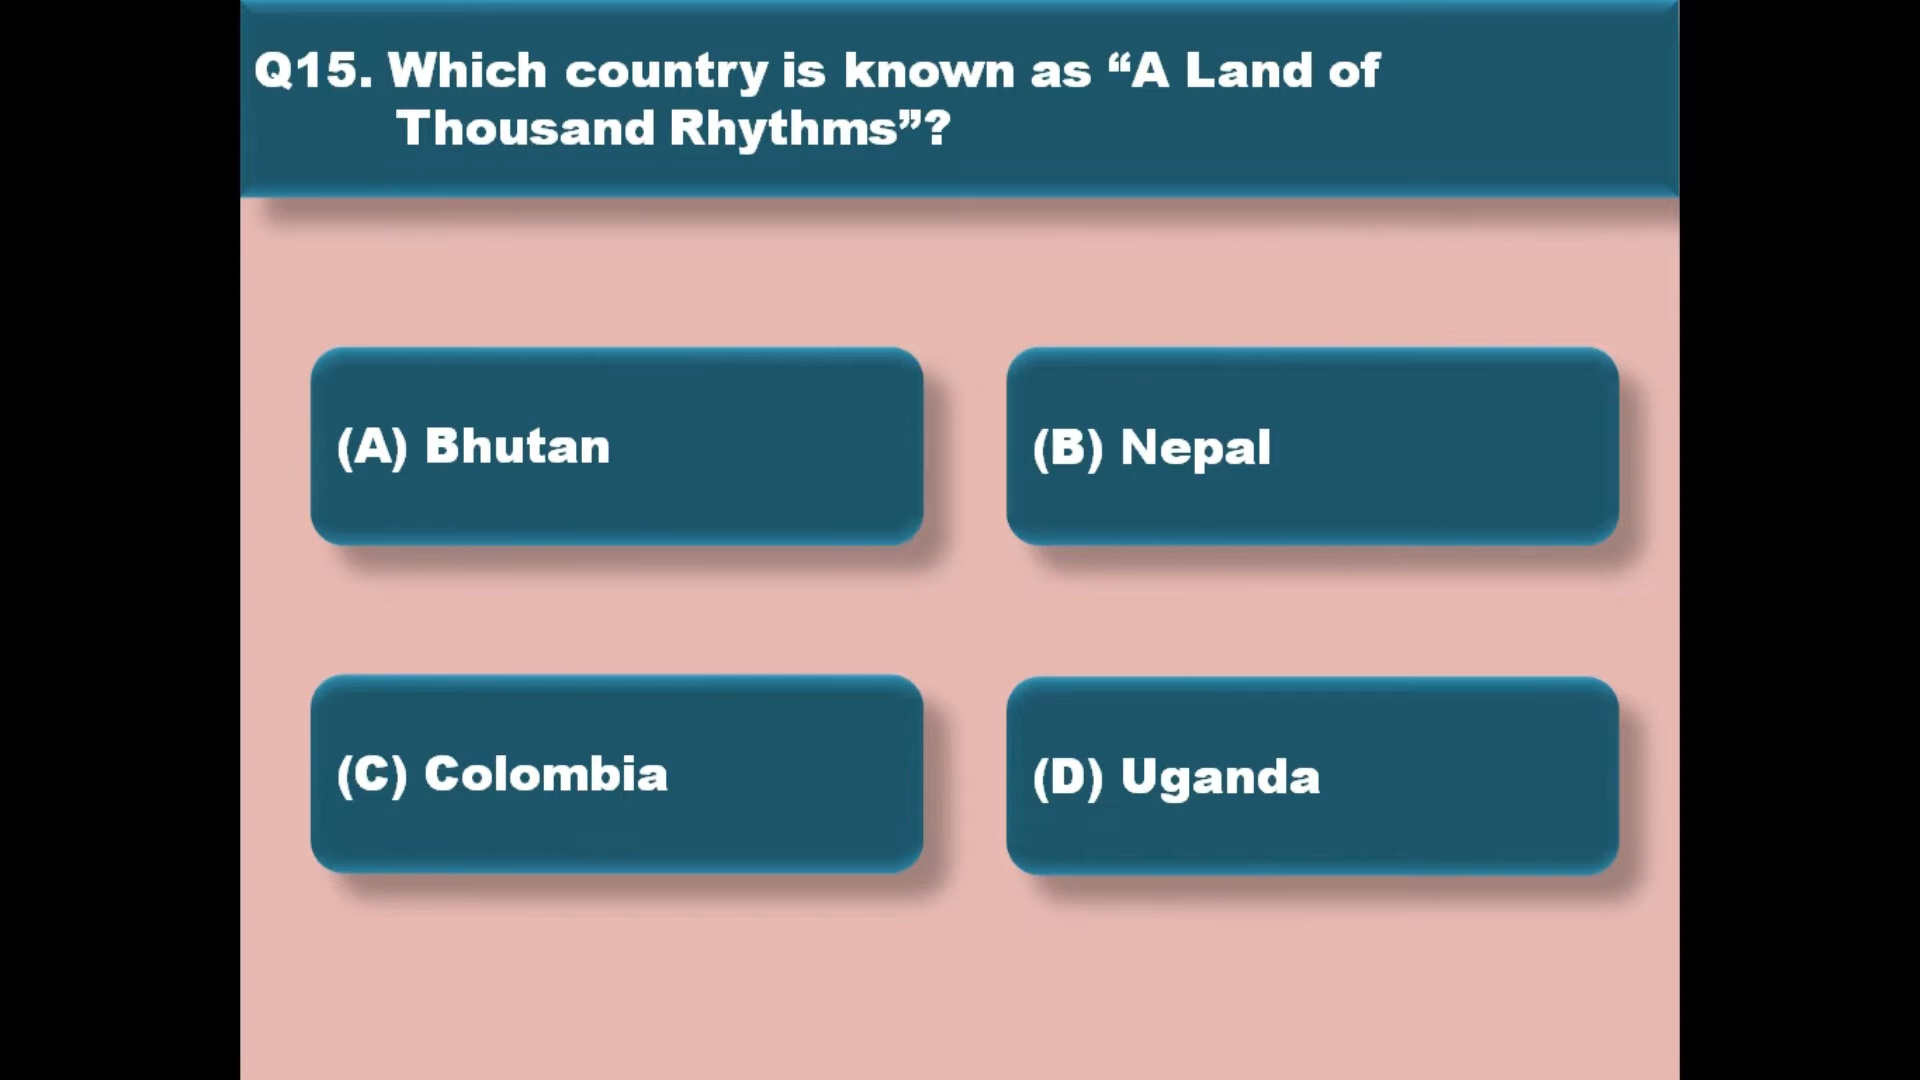 Q15. Which country is known as “A Land of
Thousand Rhythms”?
(A) Bhutan
(B) Nepal
(C) Colombia
(D) Uganda